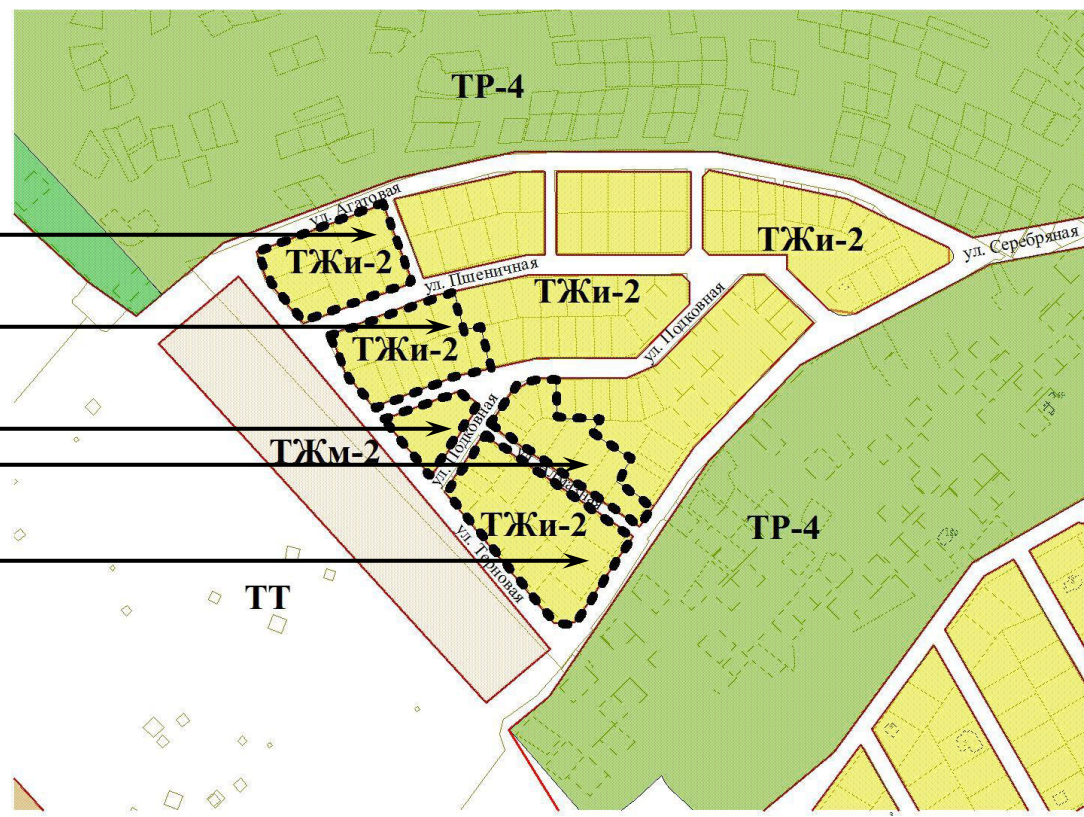 ТР-4
ул. Агатовая
ТЖи-2
ТЖи-2
ул. Серебряная
ул. Пшеничная
ТЖи-2
ул. Подковная
ТЖи-2
ул. Подковная
ТЖм-2
ТЖи-2
ТР-4
ул. Терновая
ТТ